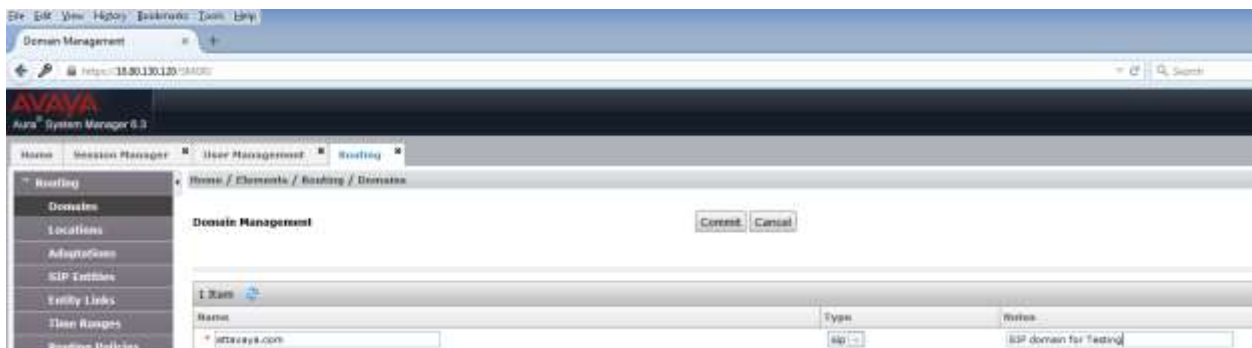 File Edit View History Bookmarks Tools Help
Domain Management × +
https://10.80.130.120/SMGR/ Search
AVAYA
Aura® System Manager 6.3
Home Session Manager × User Management × Routing ×
Routing
Home / Elements / Routing / Domains
Domains
Domain Management Commit Cancel
Locations
Adaptations
SIP Entities
Entity Links
1 Item
Time Ranges
Name Type Notes
Routing Policies
* attavaya.com sip SIP domain for Testing